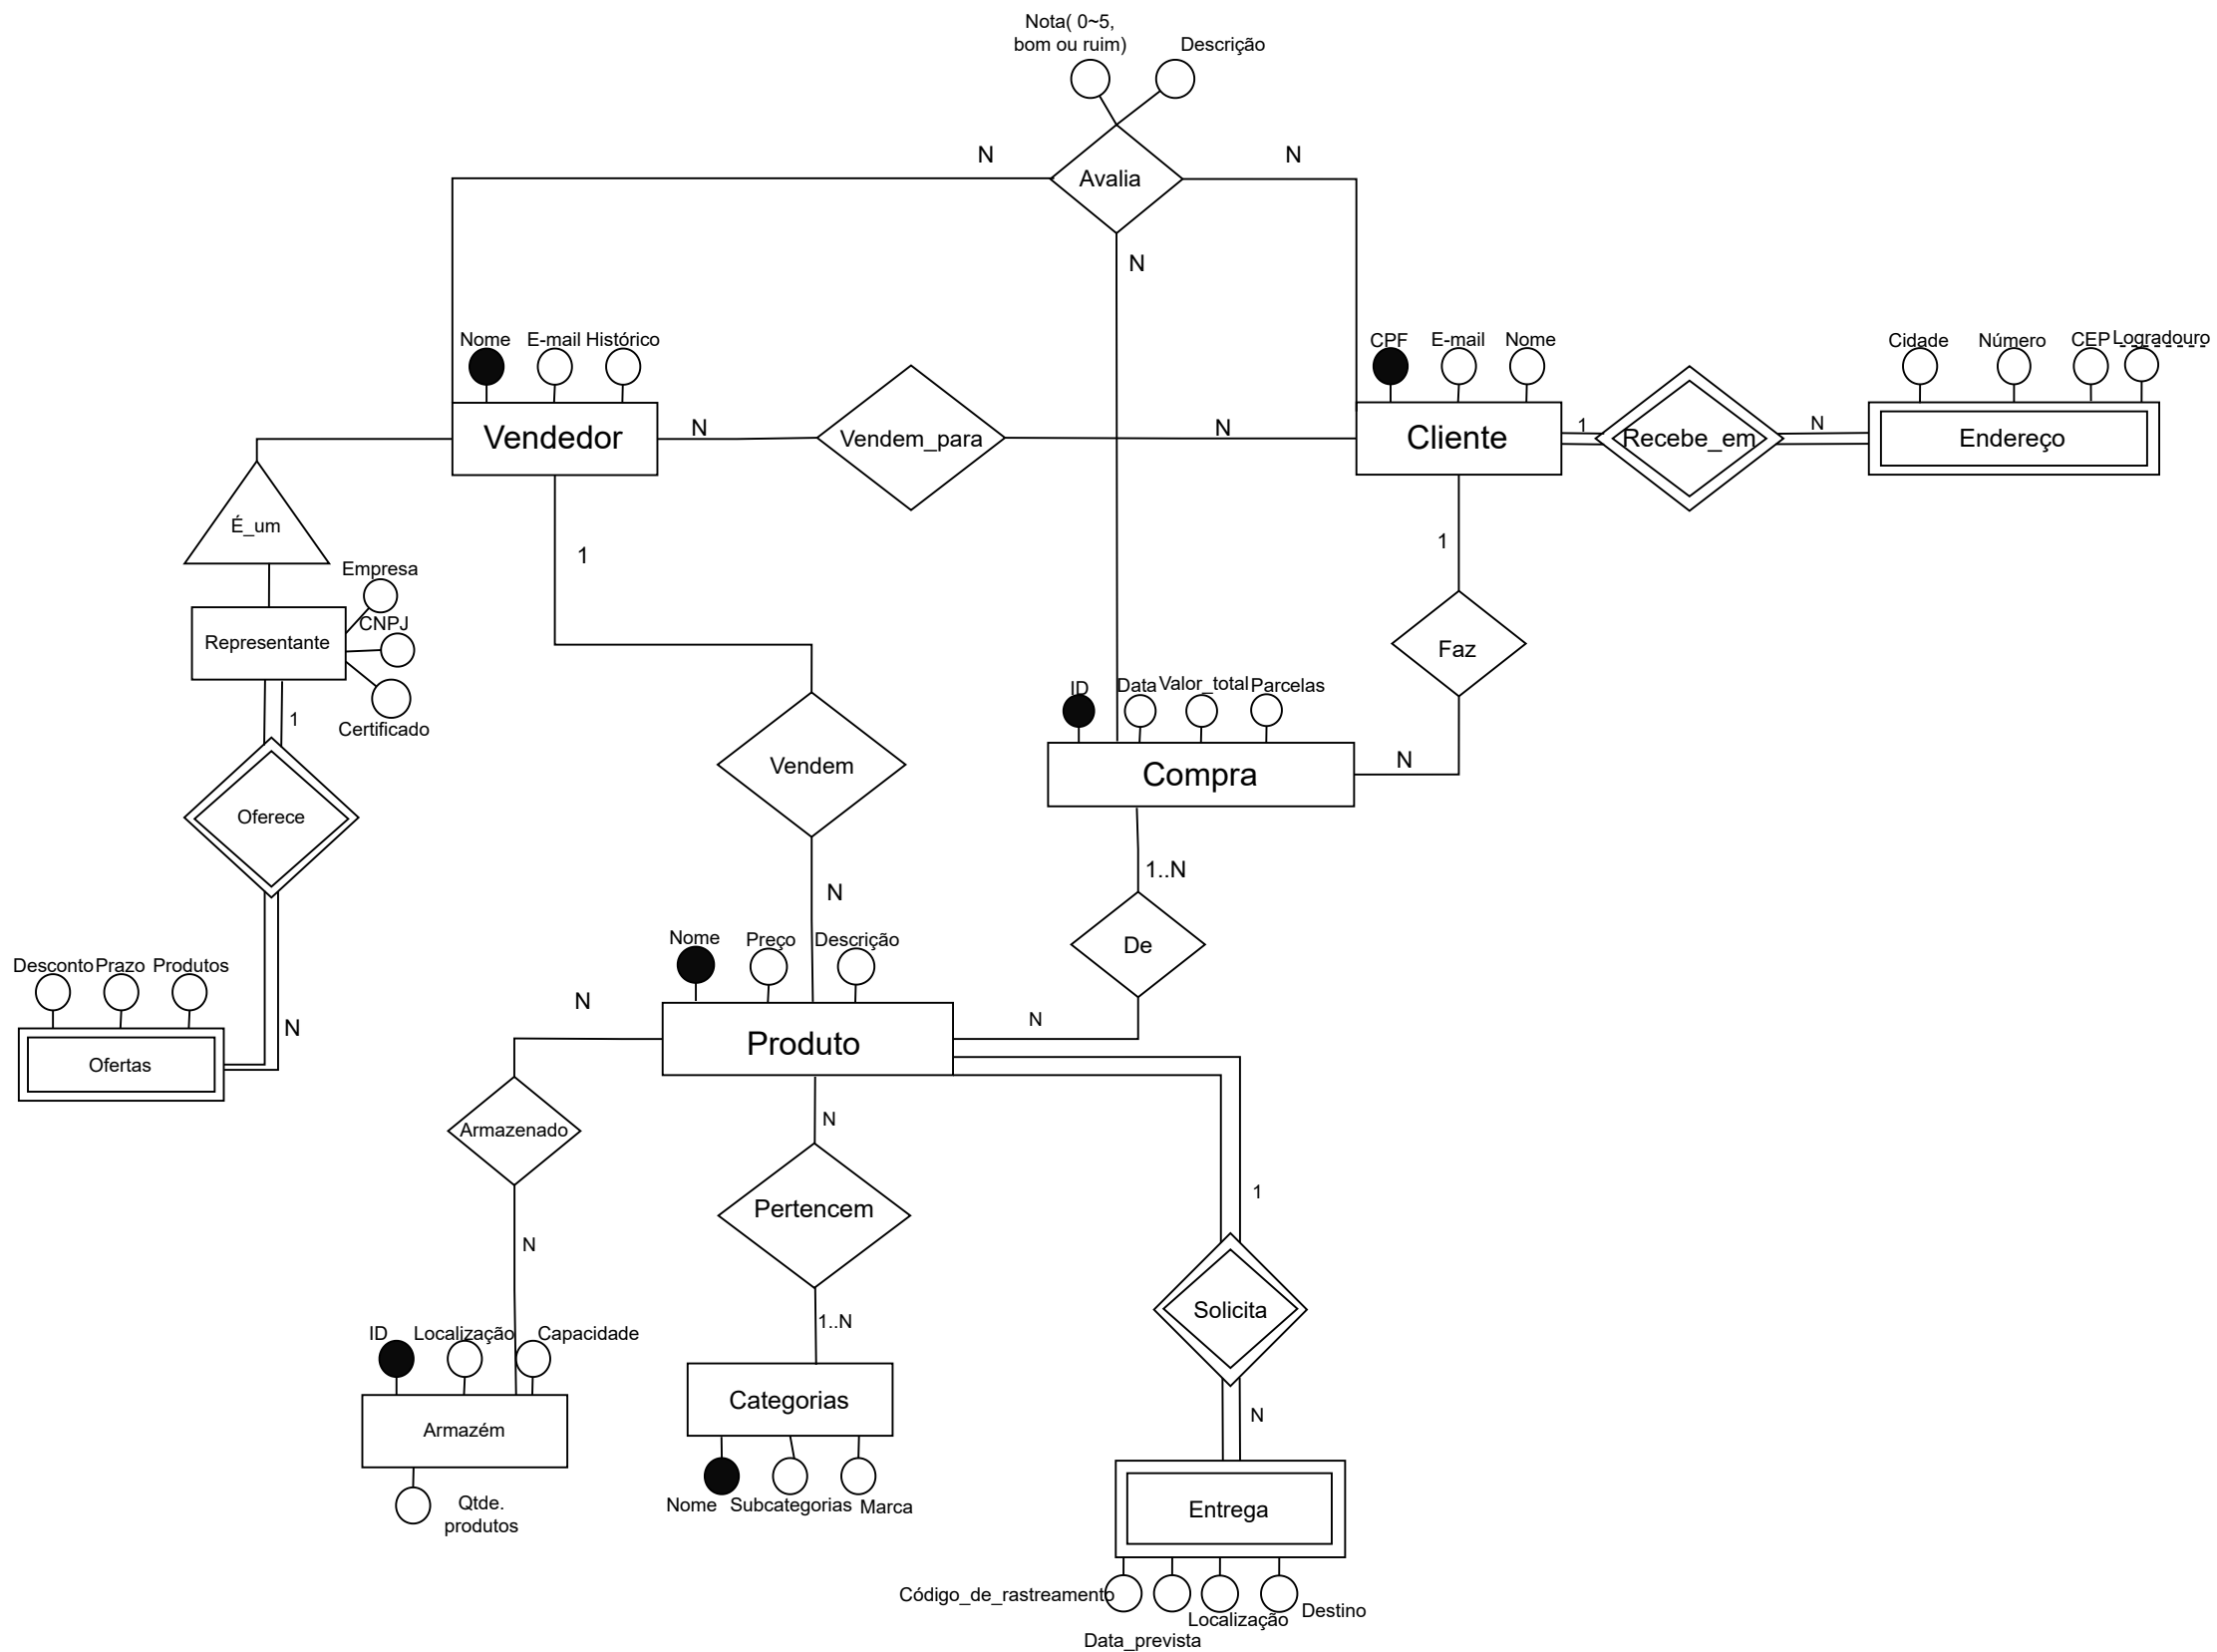 Nota( 0~5,
bom ou ruim)
Descrição
N
N
Avalia
N
Nome
E-mail
Histórico
CPF
E-mail
Nome
Cidade
Número
CEP
Logradouro
Vendedor
N
Vendem_para
N
Cliente
1
Recebe_em
N
Endereço
É_um
1
1
Empresa
CNPJ
Representante
Faz
Certificado
1
ID
Data
Valor_total
Parcelas
Vendem
Compra
N
Oferece
1..N
N
Nome
Preço
Descrição
De
Desconto
Prazo
Produtos
N
N
N
Produto
Ofertas
N
Armazenado
1
Pertencem
N
Solicita
1..N
ID
Localização
Capacidade
Categorias
N
Armazém
Qtde.
produtos
Nome
Subcategorias
Marca
Entrega
Código_de_rastreamento
Localização
Destino
Data_prevista